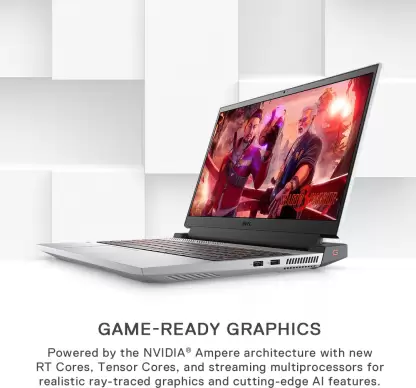 DELL
GAME-READY GRAPHICS
Powered by the NVIDIA® Ampere architecture with new
RT Cores, Tensor Cores, and streaming multiprocessors for
realistic ray-traced graphics and cutting-edge AI features.